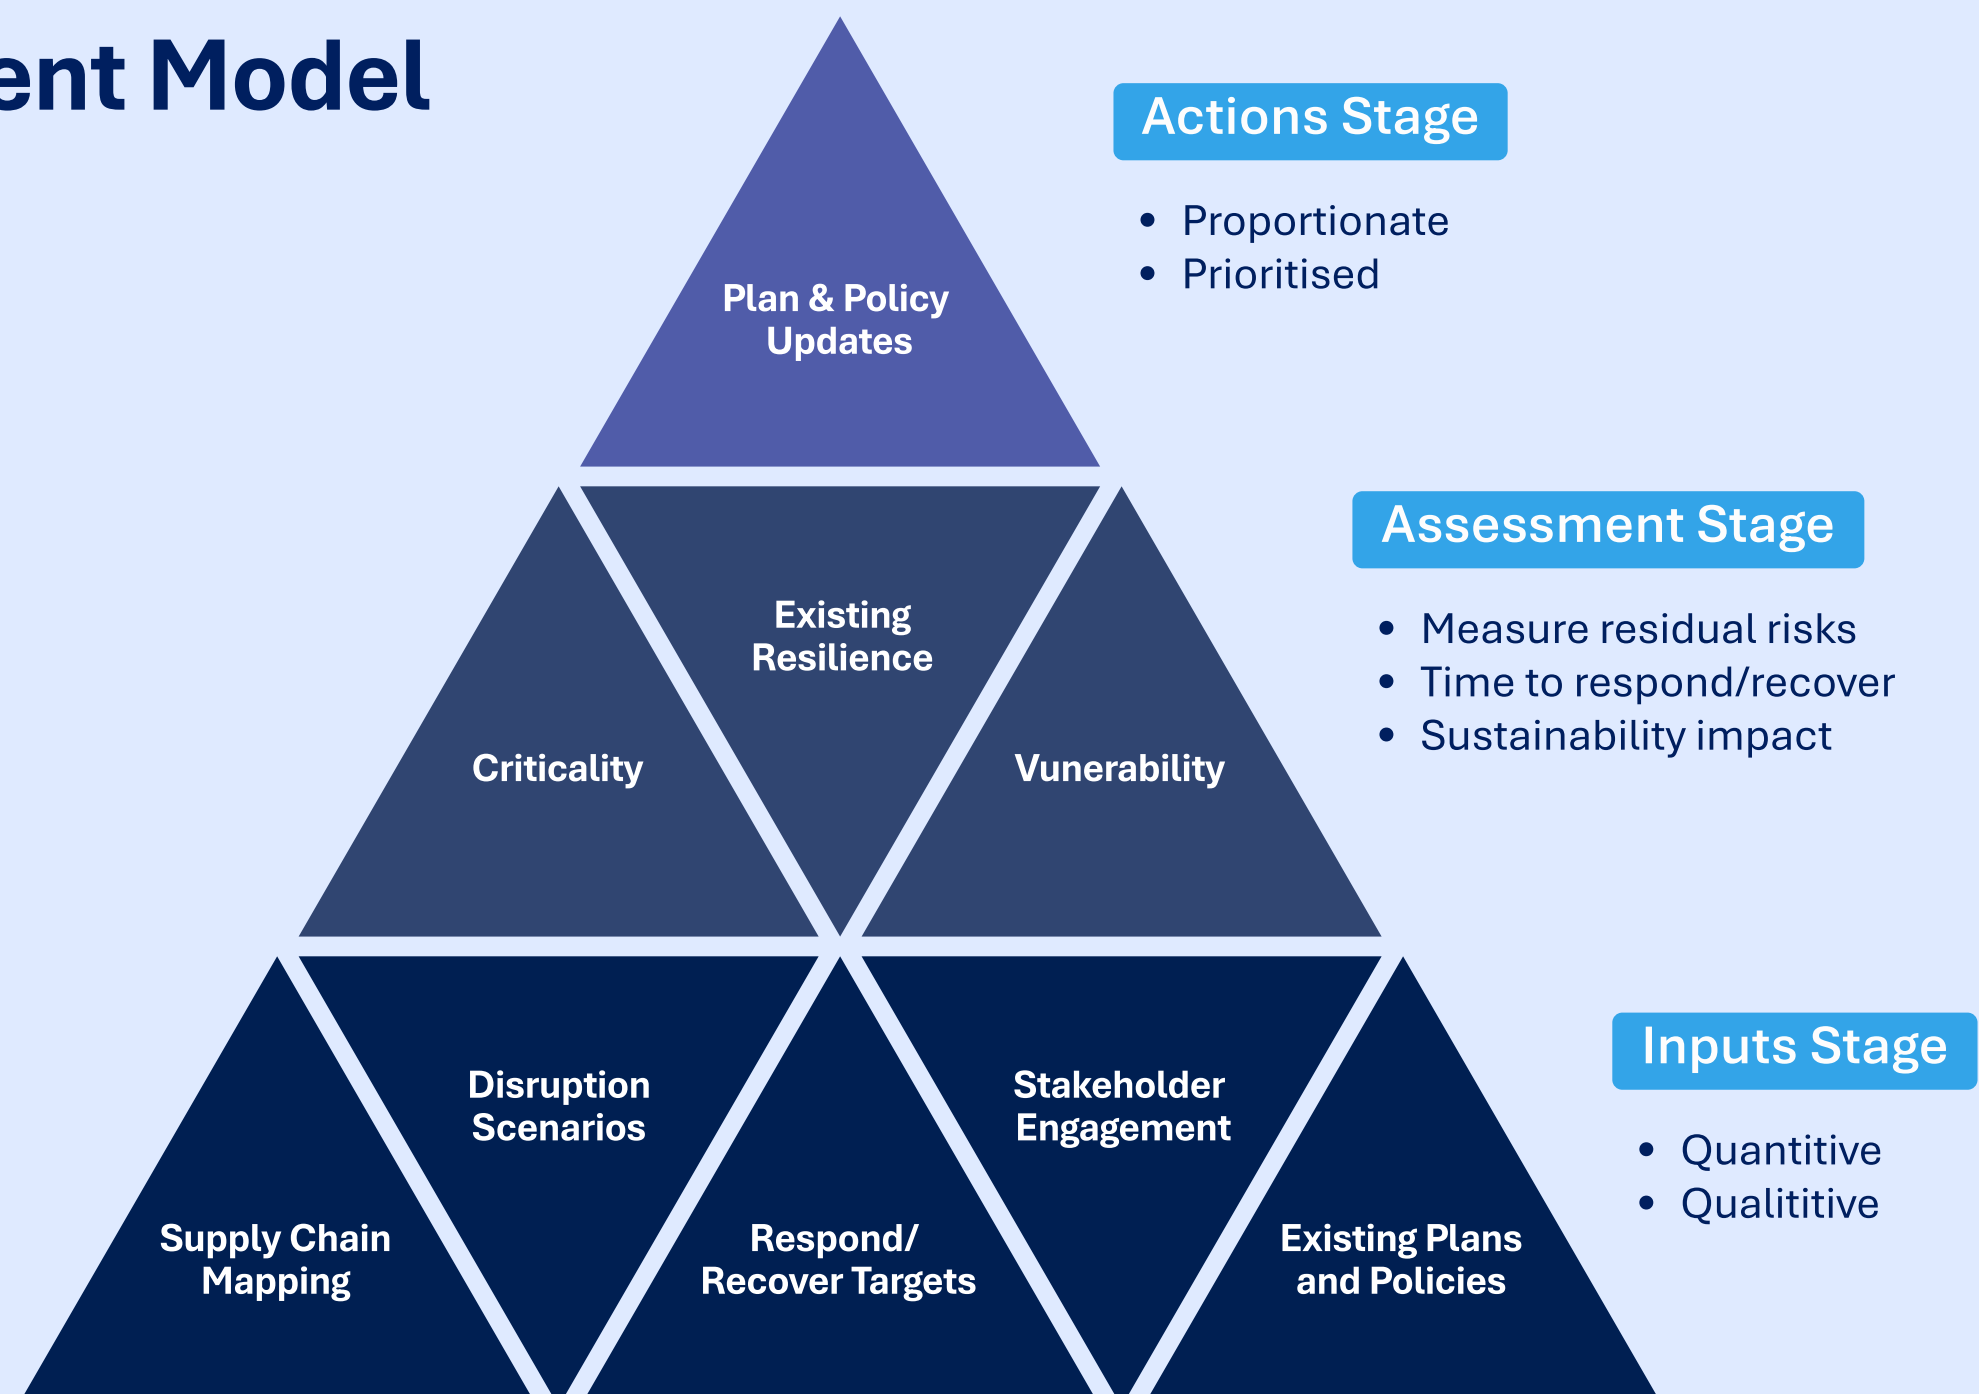 ent Model
Actions Stage
• Proportionate
• Prioritised
Plan & Policy
Updates
Assessment Stage
• Measure residual risks
• Time to respond/recover
• Sustainability impact
Existing
Resilience
Criticality
Vunerability
Inputs Stage
• Quantitive
• Qualititive
Disruption
Scenarios
Stakeholder
Engagement
Supply Chain
Mapping
Respond/
Recover Targets
Existing Plans
and Policies